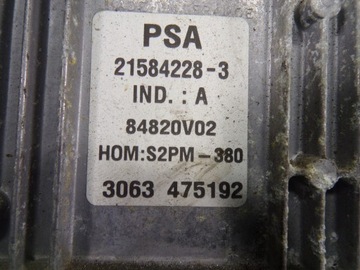 PSA
21584228-3
IND. : A
84820V02
HOM:S2PM-380
3063 475192